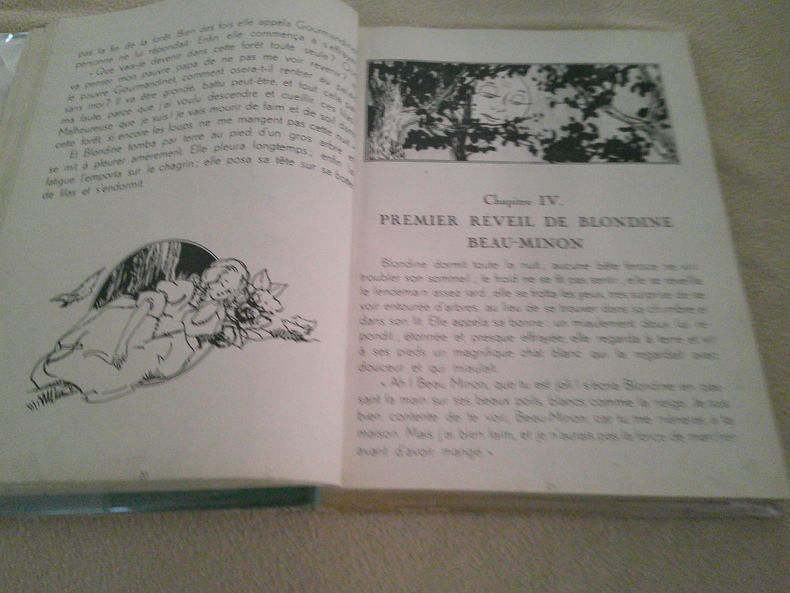 pas la fin de la forêt. Bien des fois elle appela Gourmandinet
personne ne lui répondait. Enfin elle commença à s'effrayer
« Que vais-je devenir dans cette forêt toute seule ?
va penser mon pauvre papa de ne pas me voir revenir ?
le pauvre Gourmandinet, comment osera-t-il rentrer au
sans moi ? Il va être grondé, battu peut-être, et tout cela
ma faute, parce que j'ai voulu descendre et cueillir ces
Malheureuse que je suis ! je vais mourir de faim et de soif dans
cette forêt, si encore les loups ne me mangent pas cette nuit.
Et Blondine tomba par terre au pied d'un gros arbre
se mit à pleurer amèrement. Elle pleura longtemps ; enfin
fatigue l'emporta sur le chagrin ; elle posa sa tête sur sa botte
de lilas et s'endormit
20
Chapitre IV.
PREMIER RÉVEIL DE BLONDINE
BEAU-MINON
Blondine dormit toute la nuit ; aucune bête féroce ne vint
troubler son sommeil ; le froid ne se fit pas sentir ; elle se réveilla
le lendemain assez tard ; elle se frotta les yeux, très surprise de se
voir entourée d'arbres, au lieu de se trouver dans sa chambre et
dans son lit. Elle appela sa bonne ; un miaulement doux lui ré-
pondit ; étonnée et presque effrayée, elle regarda à terre et vit
à ses pieds un magnifique chat blanc qui la regardait avec
douceur et qui miaulait.
« Ah ! Beau Minon, que tu est joli ! s'écria Blondine en pas-
sant la main sur ses beaux poils, blancs comme la neige. Je suis
bien contente de te voir, Beau-Minon, car tu me mèneras à ta
maison. Mais j'ai bien faim, et je n'aurais pas la force de marcher
avant d'avoir mangé. »